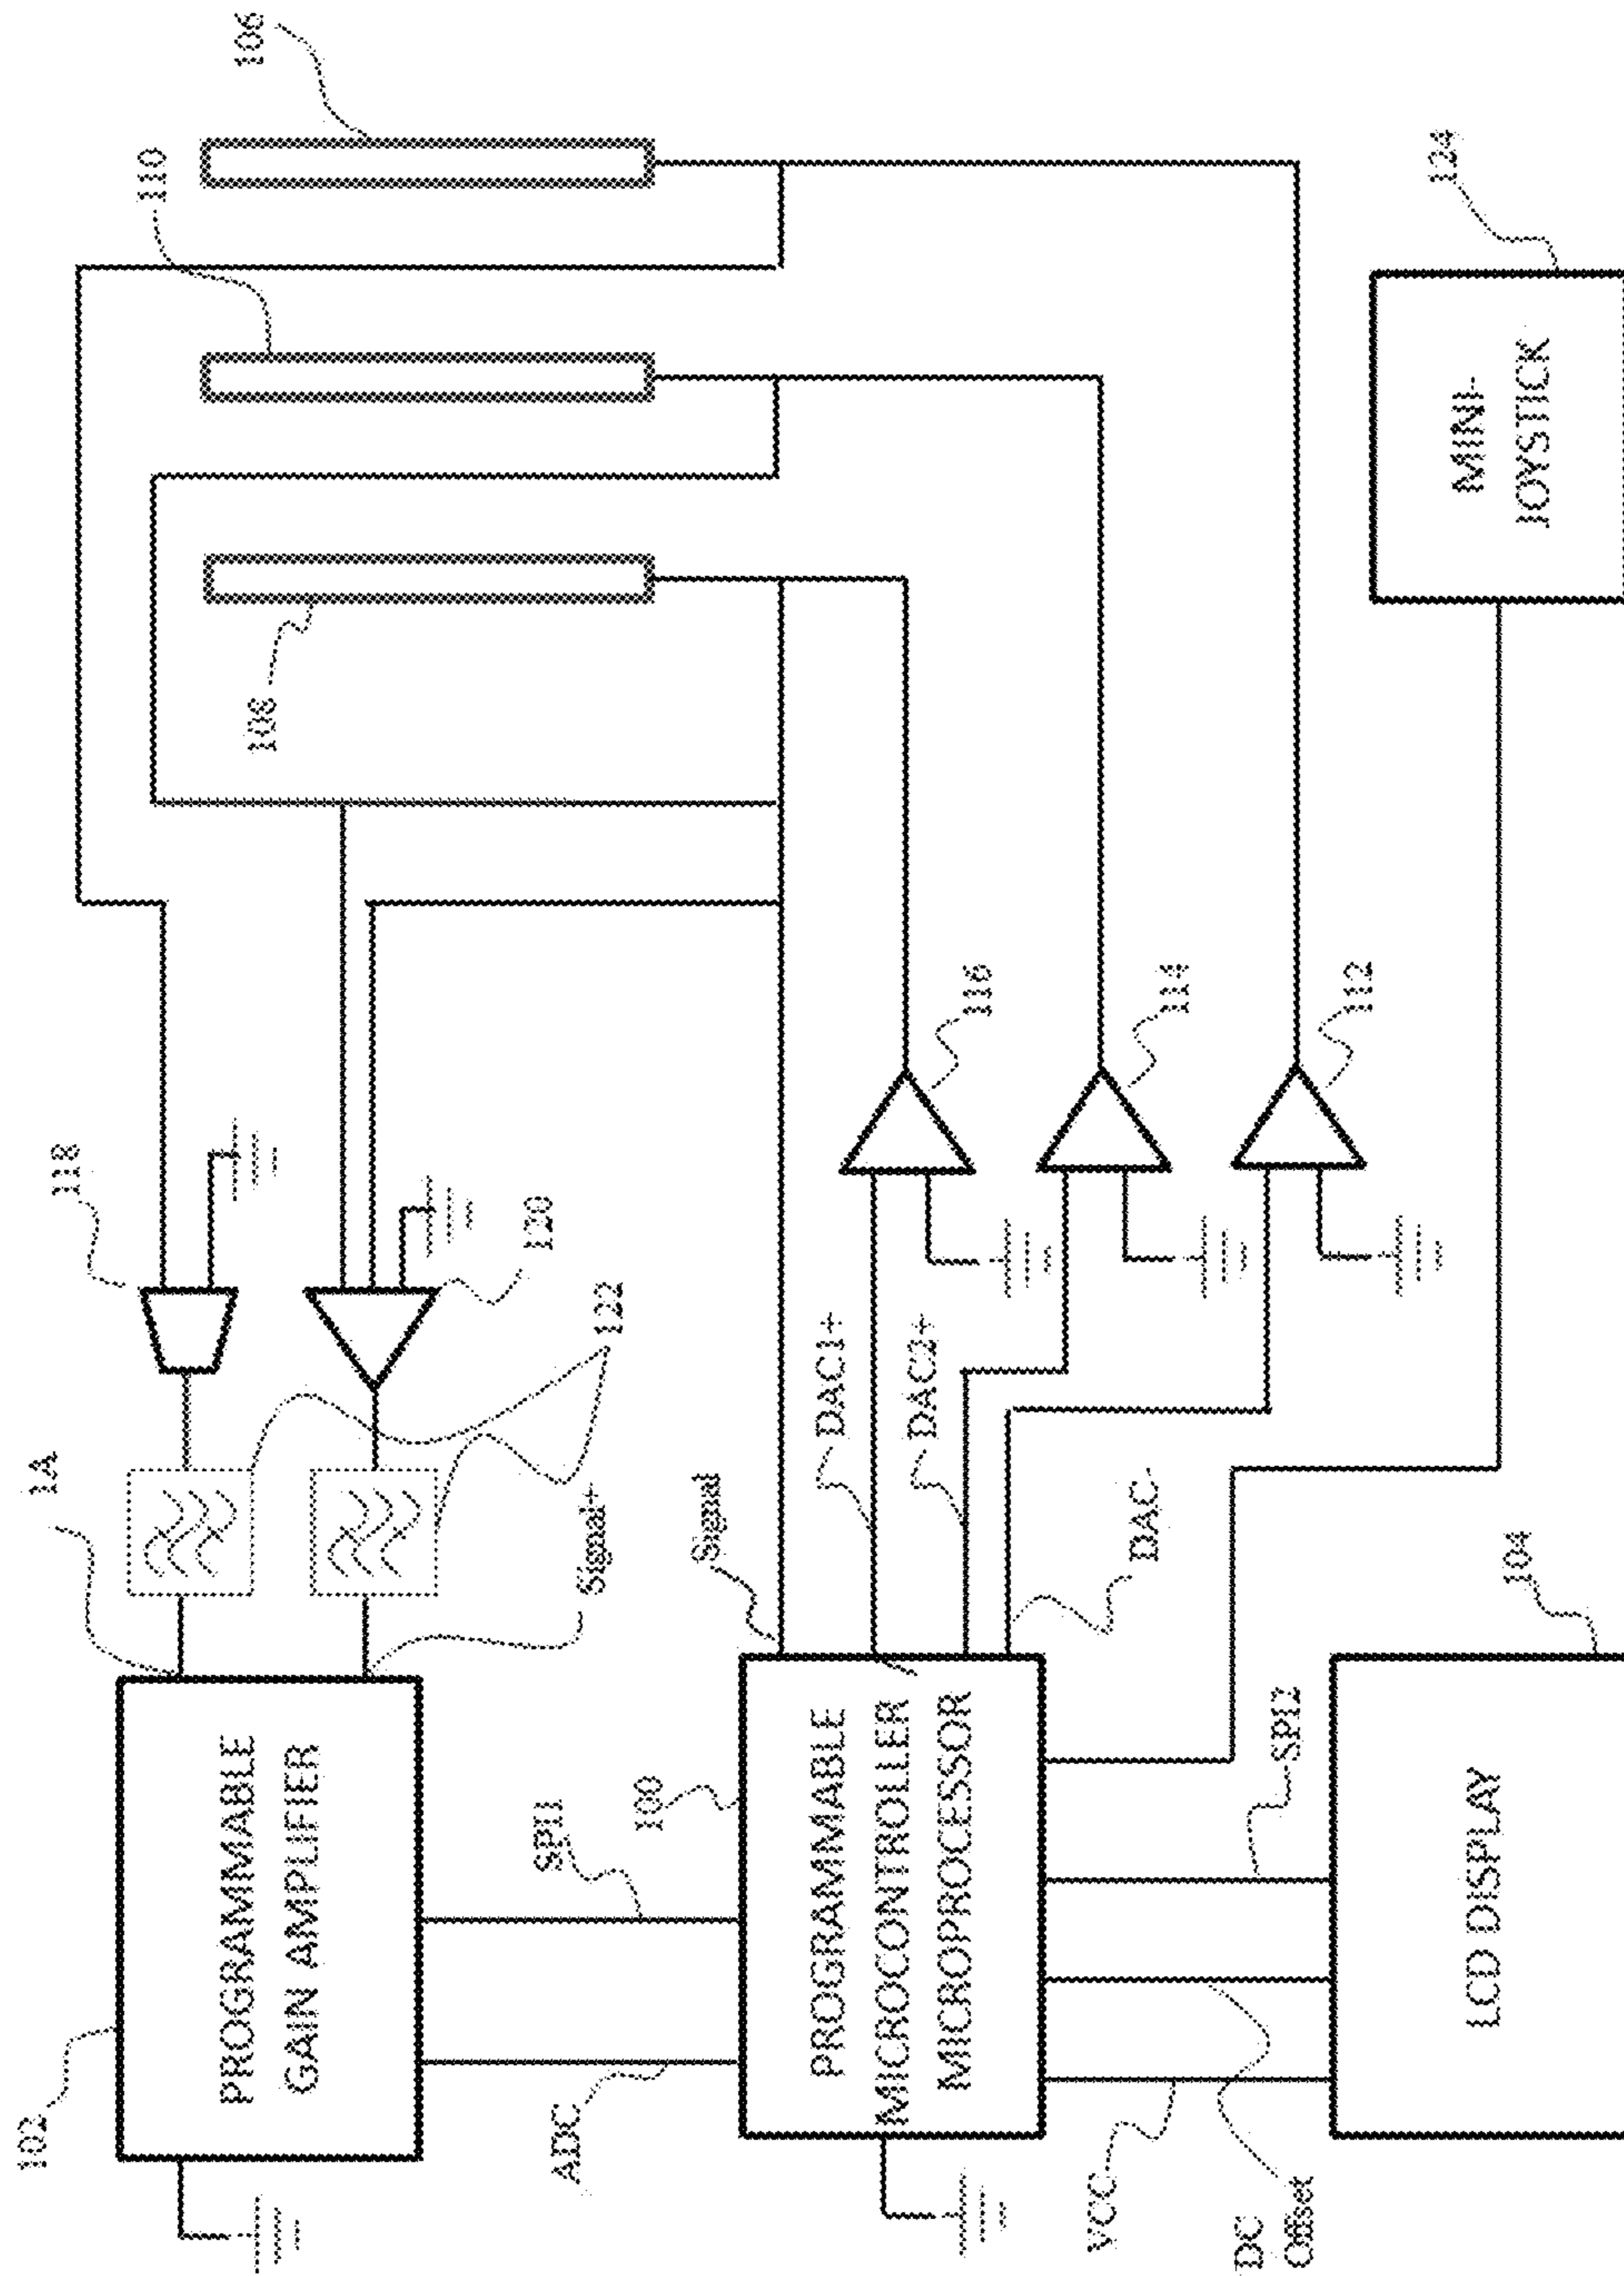 102
PROGRAMMABLE
GAIN AMPLIFIER
1A
118
120
122
Signal+
110
106
108
ADC
SPI1
100
PROGRAMMABLE
MICROCONTROLLER
MICROPROCESSOR
Signal-
DAC1+
DAC2+
DAC-
116
114
112
VCC
DC
Offset
SPI2
104
LCD DISPLAY
124
MINI-
JOYSTICK